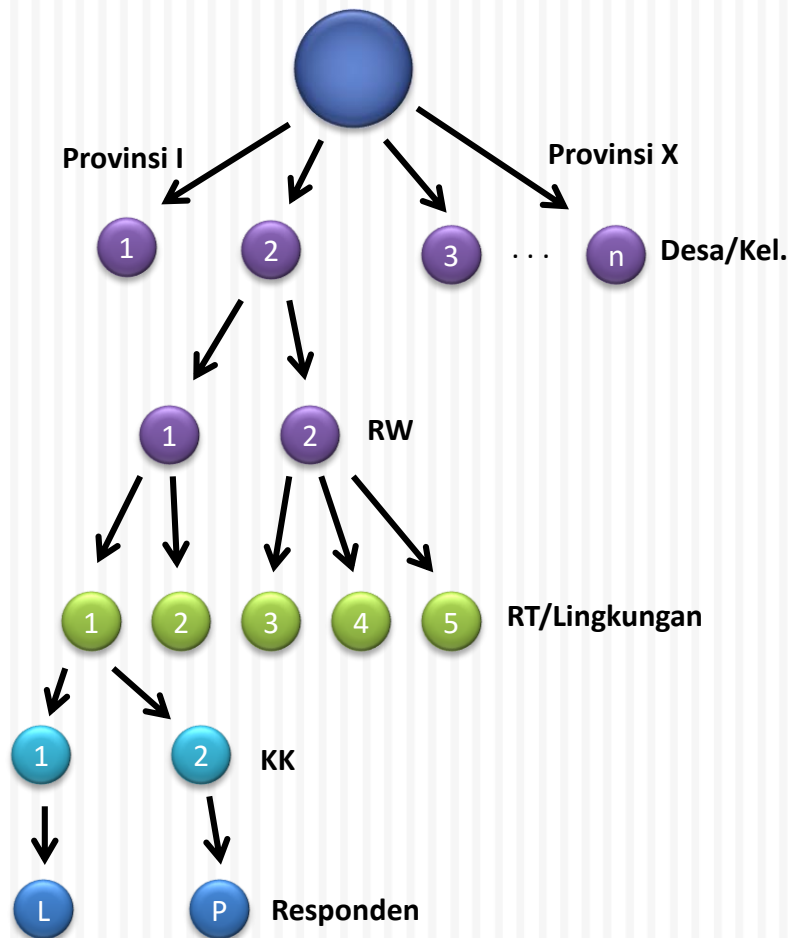 Provinsi I
Provinsi X
1 2 3 . . . n Desa/Kel.
1 2 RW
1 2 3 4 5 RT/Lingkungan
1 2 KK
L P Responden